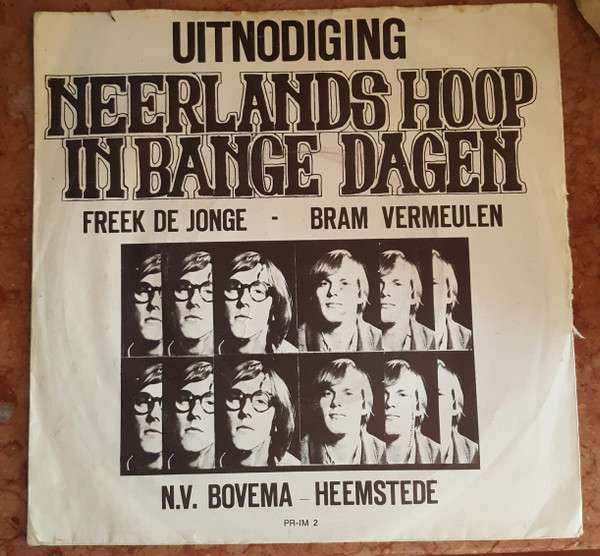 UITNODIGING
NEERLANDS HOOP
IN BANGE DAGEN
FREEK DE JONGE - BRAM VERMEULEN
N.V. BOVEMA - HEEMSTEDE
PR-IM 2